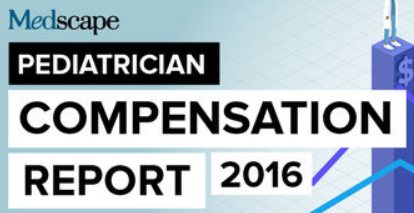 Medscape
PEDIATRICIAN
COMPENSATION
REPORT 2016
$